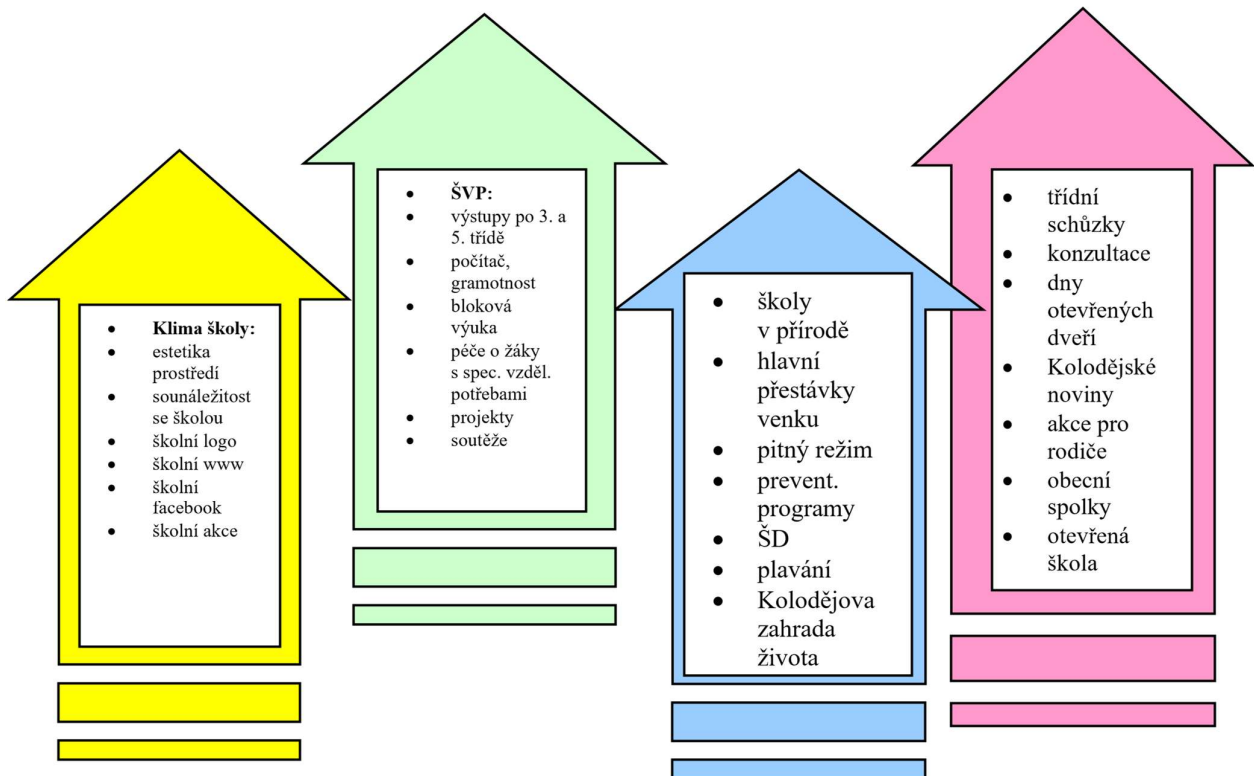 • Klima školy:
• estetika
prostředí
• sounáležitost
se školou
• školní logo
• školní www
• školní
facebook
• školní akce
• ŠVP:
• výstupy po 3. a
5. třídě
• počítač,
gramotnost
• bloková
výuka
• péče o žáky
s spec. vzděl.
potřebami
• projekty
• soutěže
• školy
v přírodě
• hlavní
přestávky
venku
• pitný režim
• prevent.
programy
• ŠD
• plavání
• Kolodějova
zahrada
života
• třídní
schůzky
• konzultace
• dny
otevřených
dveří
• Kolodějské
noviny
• akce pro
rodiče
• obecní
spolky
• otevřená
škola